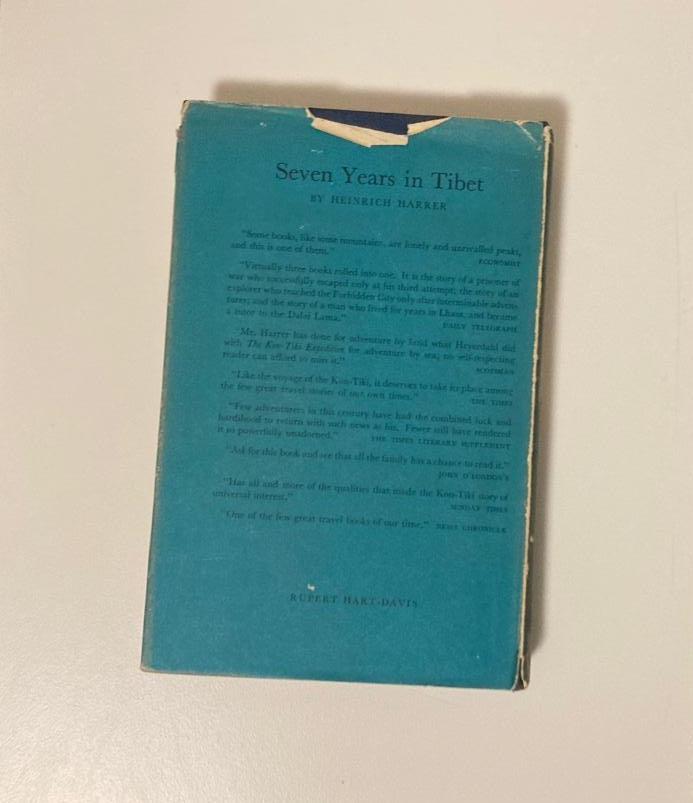 Seven Years in Tibet
BY HEINRICH HARRER
"Some books, like some mountains, are lonely and unrivalled peaks,
and this is one of them." ECONOMIST
"Virtually three books rolled into one. It is the story of a prisoner of
war who successfully escaped only at his third attempt; the story of an
explorer who reached the Forbidden City only after interminable adven-
tures; and the story of a man who lived for years in Lhasa, and became
a tutor to the Dalai Lama." DAILY TELEGRAPH
"Mr. Harrer has done for adventure by land what Heyerdahl did
with The Kon-Tiki Expedition for adventure by sea; no self-respecting
reader can afford to miss it." SCOTSMAN
"Like the voyage of the Kon-Tiki, it deserves to take its place among
the few great travel stories of our own times." THE TIMES
"Few adventurers in this century have had the combined luck and
hardihood to return with such news as his. Fewer still have rendered
it so powerfully unadorned." THE TIMES LITERARY SUPPLEMENT
"Ask for this book and see that all the family has a chance to read it."
JOHN O'LONDON'S
"Has all and more of the qualities that made the Kon-Tiki story of
universal interest." SUNDAY TIMES
"One of the few great travel books of our time." NEWS CHRONICLE
RUPERT HART-DAVIS